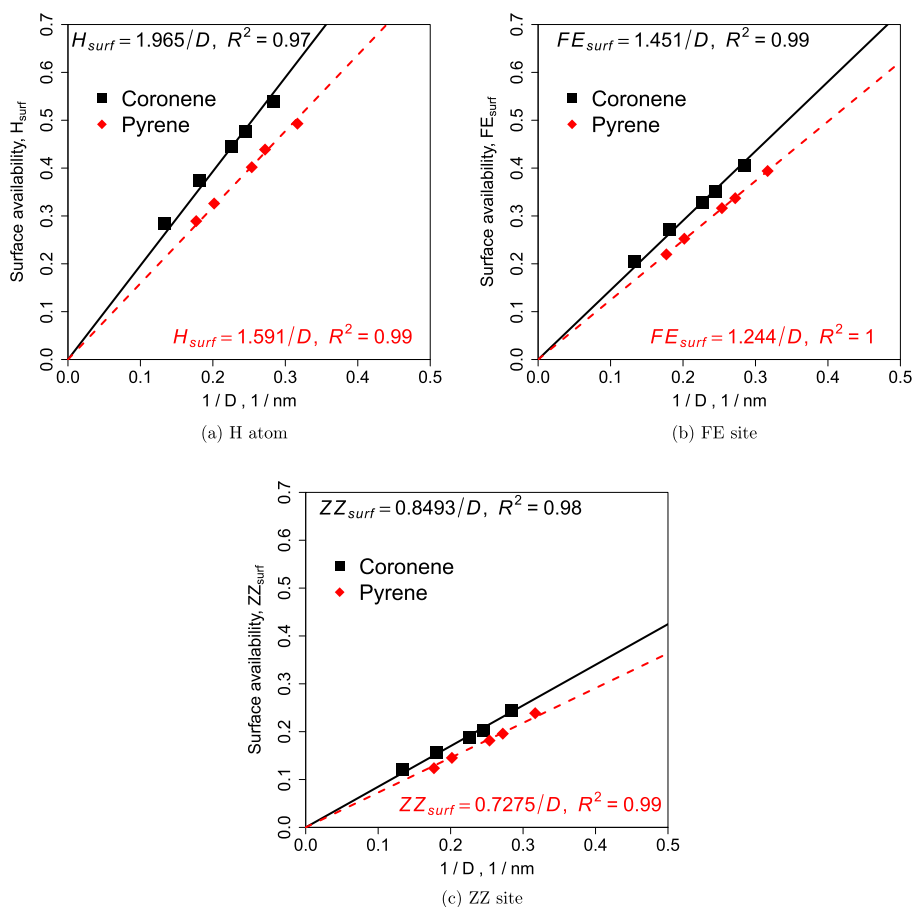 H_surf = 1.965/D, R² = 0.97
Coronene
Pyrene
H_surf = 1.591/D, R² = 0.99
Surface availability, H_surf
0.0 0.1 0.2 0.3 0.4 0.5 0.6 0.7
0.0 0.1 0.2 0.3 0.4 0.5
1 / D , 1 / nm
(a) H atom
FE_surf = 1.451/D, R² = 0.99
Coronene
Pyrene
FE_surf = 1.244/D, R² = 1
Surface availability, FE_surf
0.0 0.1 0.2 0.3 0.4 0.5 0.6 0.7
0.0 0.1 0.2 0.3 0.4 0.5
1 / D , 1 / nm
(b) FE site
ZZ_surf = 0.8493/D, R² = 0.98
Coronene
Pyrene
ZZ_surf = 0.7275/D, R² = 0.99
Surface availability, ZZ_surf
0.0 0.1 0.2 0.3 0.4 0.5 0.6 0.7
0.0 0.1 0.2 0.3 0.4 0.5
1 / D , 1 / nm
(c) ZZ site